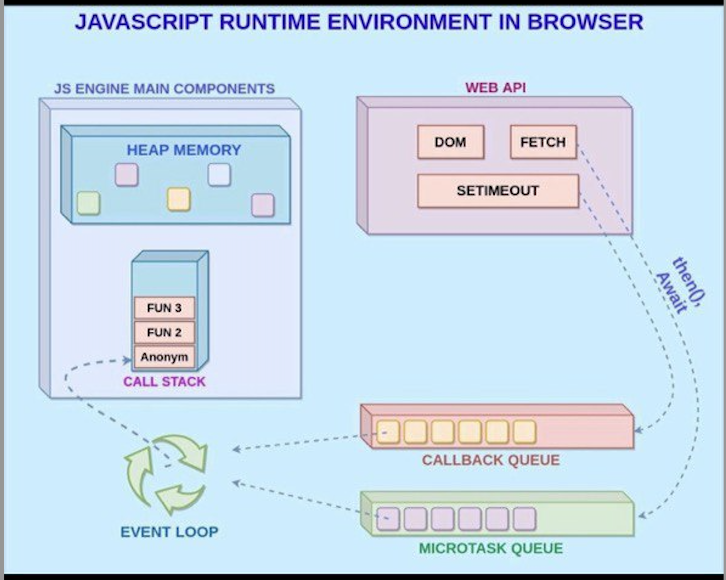 JAVASCRIPT RUNTIME ENVIRONMENT IN BROWSER
JS ENGINE MAIN COMPONENTS
HEAP MEMORY
FUN 3
FUN 2
Anonym
CALL STACK
WEB API
DOM
FETCH
SETIMEOUT
then(),
Await
CALLBACK QUEUE
EVENT LOOP
MICROTASK QUEUE